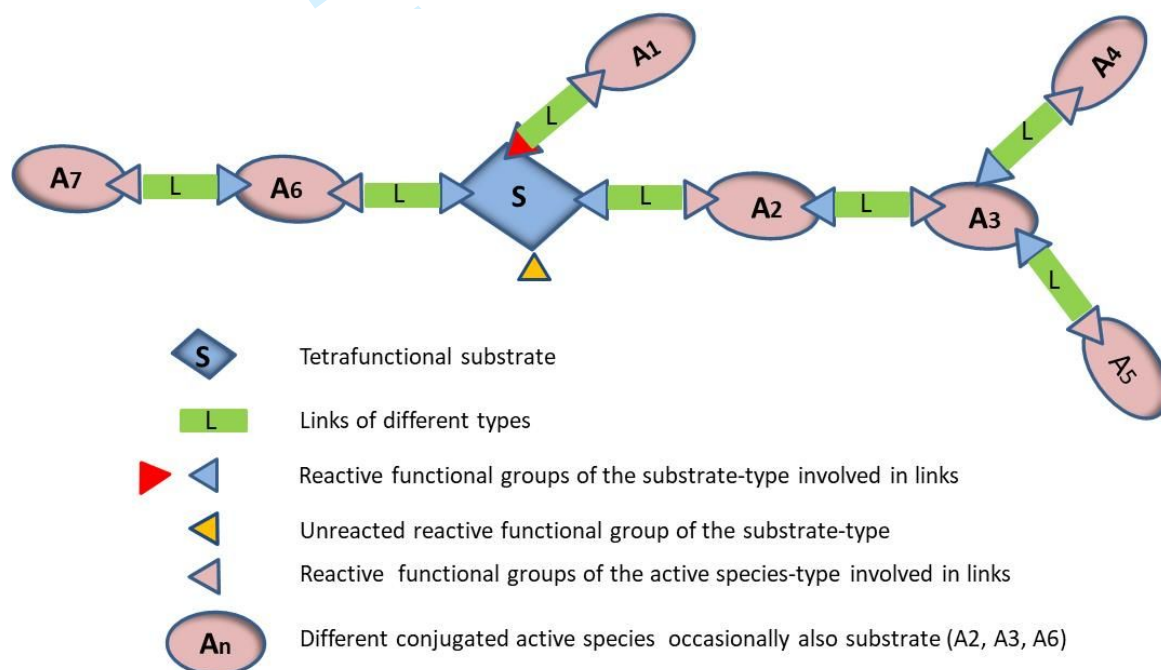 A1
A4
L
L
A7
L
A6
L
S
L
A2
L
A3
L
A5
S
Tetrafunctional substrate
L
Links of different types
Reactive functional groups of the substrate-type involved in links
Unreacted reactive functional group of the substrate-type
Reactive functional groups of the active species-type involved in links
An
Different conjugated active species occasionally also substrate (A2, A3, A6)